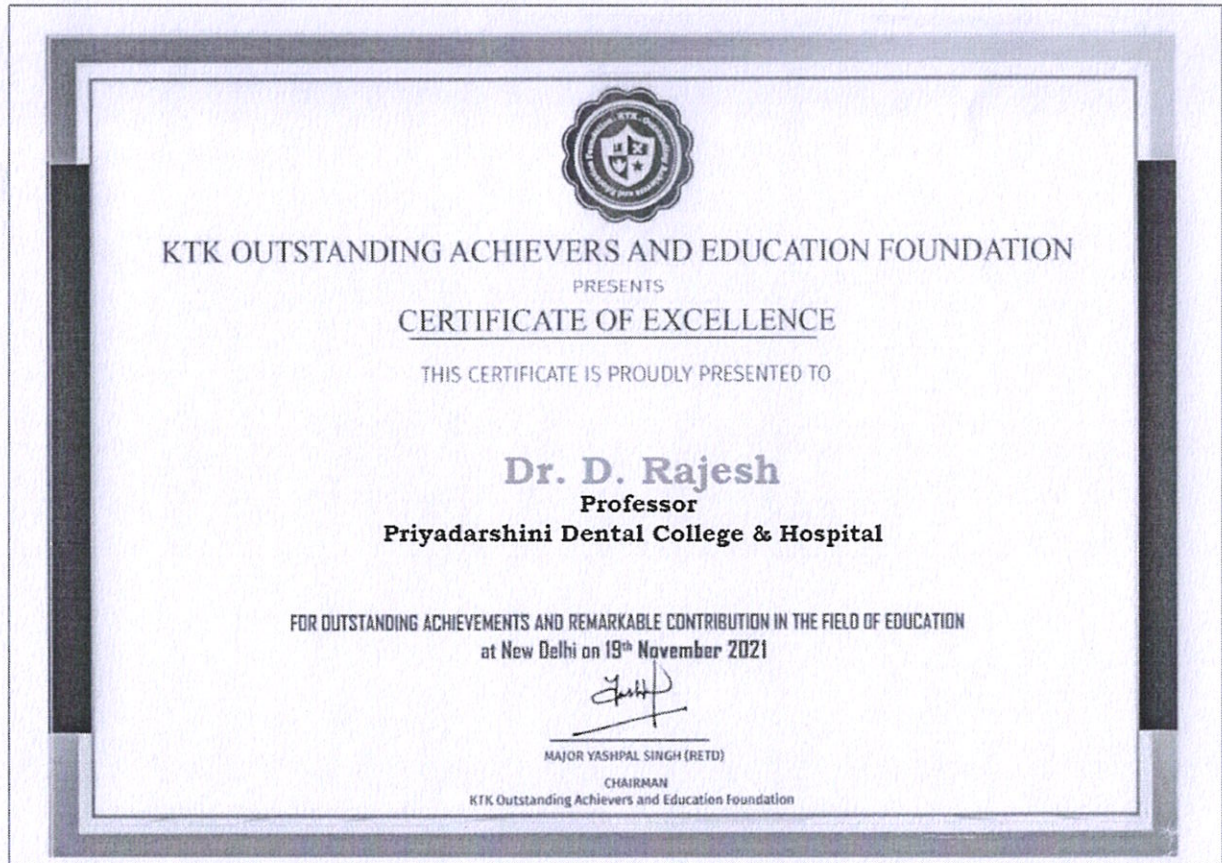 KTK OUTSTANDING ACHIEVERS AND EDUCATION FOUNDATION
PRESENTS
CERTIFICATE OF EXCELLENCE
THIS CERTIFICATE IS PROUDLY PRESENTED TO
Dr. D. Rajesh
Professor
Priyadarshini Dental College & Hospital
FOR OUTSTANDING ACHIEVEMENTS AND REMARKABLE CONTRIBUTION IN THE FIELD OF EDUCATION
at New Delhi on 19th November 2021
MAJOR YASHPAL SINGH (RETD)
CHAIRMAN
KTK Outstanding Achievers and Education Foundation